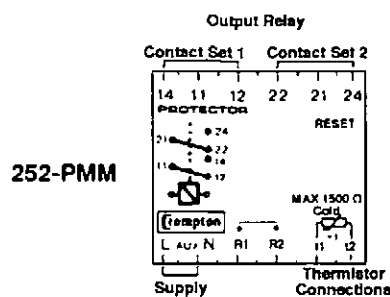 Output Relay
Contact Set 1 Contact Set 2
14 11 12 22 21 24
PROTECTOR
RESET
24
21
22
14
11
12
252-PMM
MAX 1500 Ω
Cold
Crompton
L AUX N R1 R2 t1 t2
Supply
Thermistor
Connections